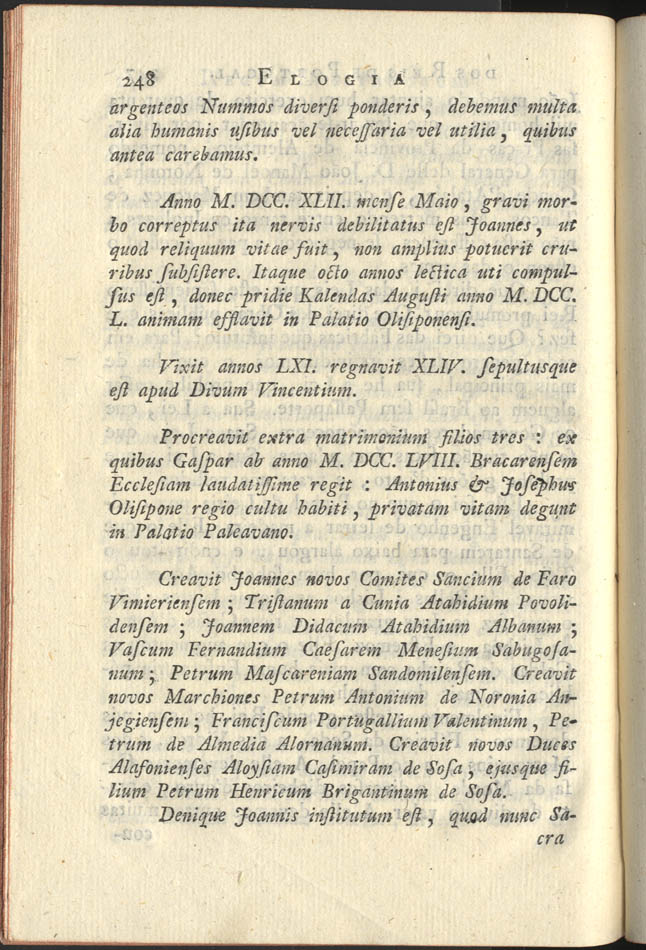 248 ELOGIA
argenteos Nummos diverſi ponderis, debemus multa
alia humanis uſibus vel neceſſaria vel utilia, quibus
antea carebamus.
Anno M. DCC. XLII. menſe Maio, gravi mor-
bo correptus ita nervis debilitatus eſt Joannes, ut
quod reliquum vitae fuit, non amplius potuerit cru-
ribus ſubſiſtere. Itaque octo annos lectica uti compul-
ſus eſt, donec pridie Kalendas Auguſti anno M. DCC.
L. animam efflavit in Palatio Oliſiponenſi.
Vixit annos LXI. regnavit XLIV. ſepultusque
eſt apud Divum Vincentium.
Procreavit extra matrimonium filios tres : ex
quibus Gaſpar ab anno M. DCC. LVIII. Bracarenſem
Eccleſiam laudatiſſime regit : Antonius & Joſephus
Oliſipone regio cultu habiti, privatam vitam degunt
in Palatio Paleavano.
Creavit Joannes novos Comites Sancium de Faro
Vimierienſem ; Triſtanum a Cunia Atahidium Povoli-
denſem ; Joannem Didacum Atahidium Albanum ;
Vaſcum Fernandium Caeſarem Meneſium Sabugoſa-
num ; Petrum Maſcareniam Sandomilenſem. Creavit
novos Marchiones Petrum Antonium de Noronia An-
jegienſem ; Franciſcum Portugallium Valentinum, Pe-
trum de Almedia Alornanum. Creavit novos Duces
Alafonienſes Aloyſiam Caſimiram de Soſa, ejusque fi-
lium Petrum Henricum Brigantinum de Soſa.
Denique Joannis inſtitutum eſt, quod nunc Sa-
cra